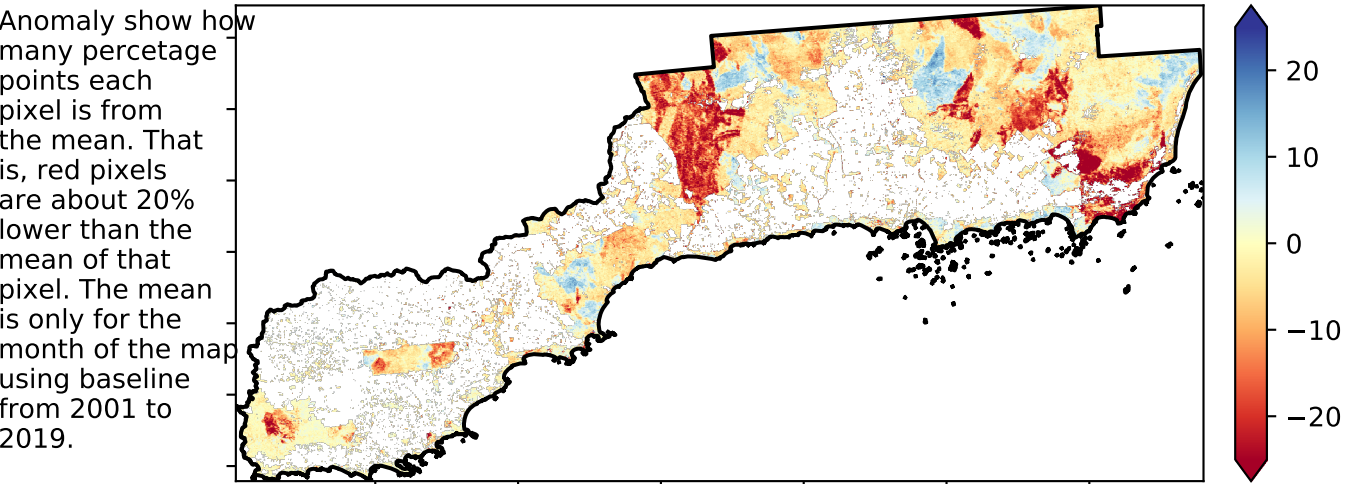 Anomaly show how
many percetage
points each
pixel is from
the mean. That
is, red pixels
are about 20%
lower than the
mean of that
pixel. The mean
is only for the
month of the map
using baseline
from 2001 to
2019.
20
10
0
−10
−20